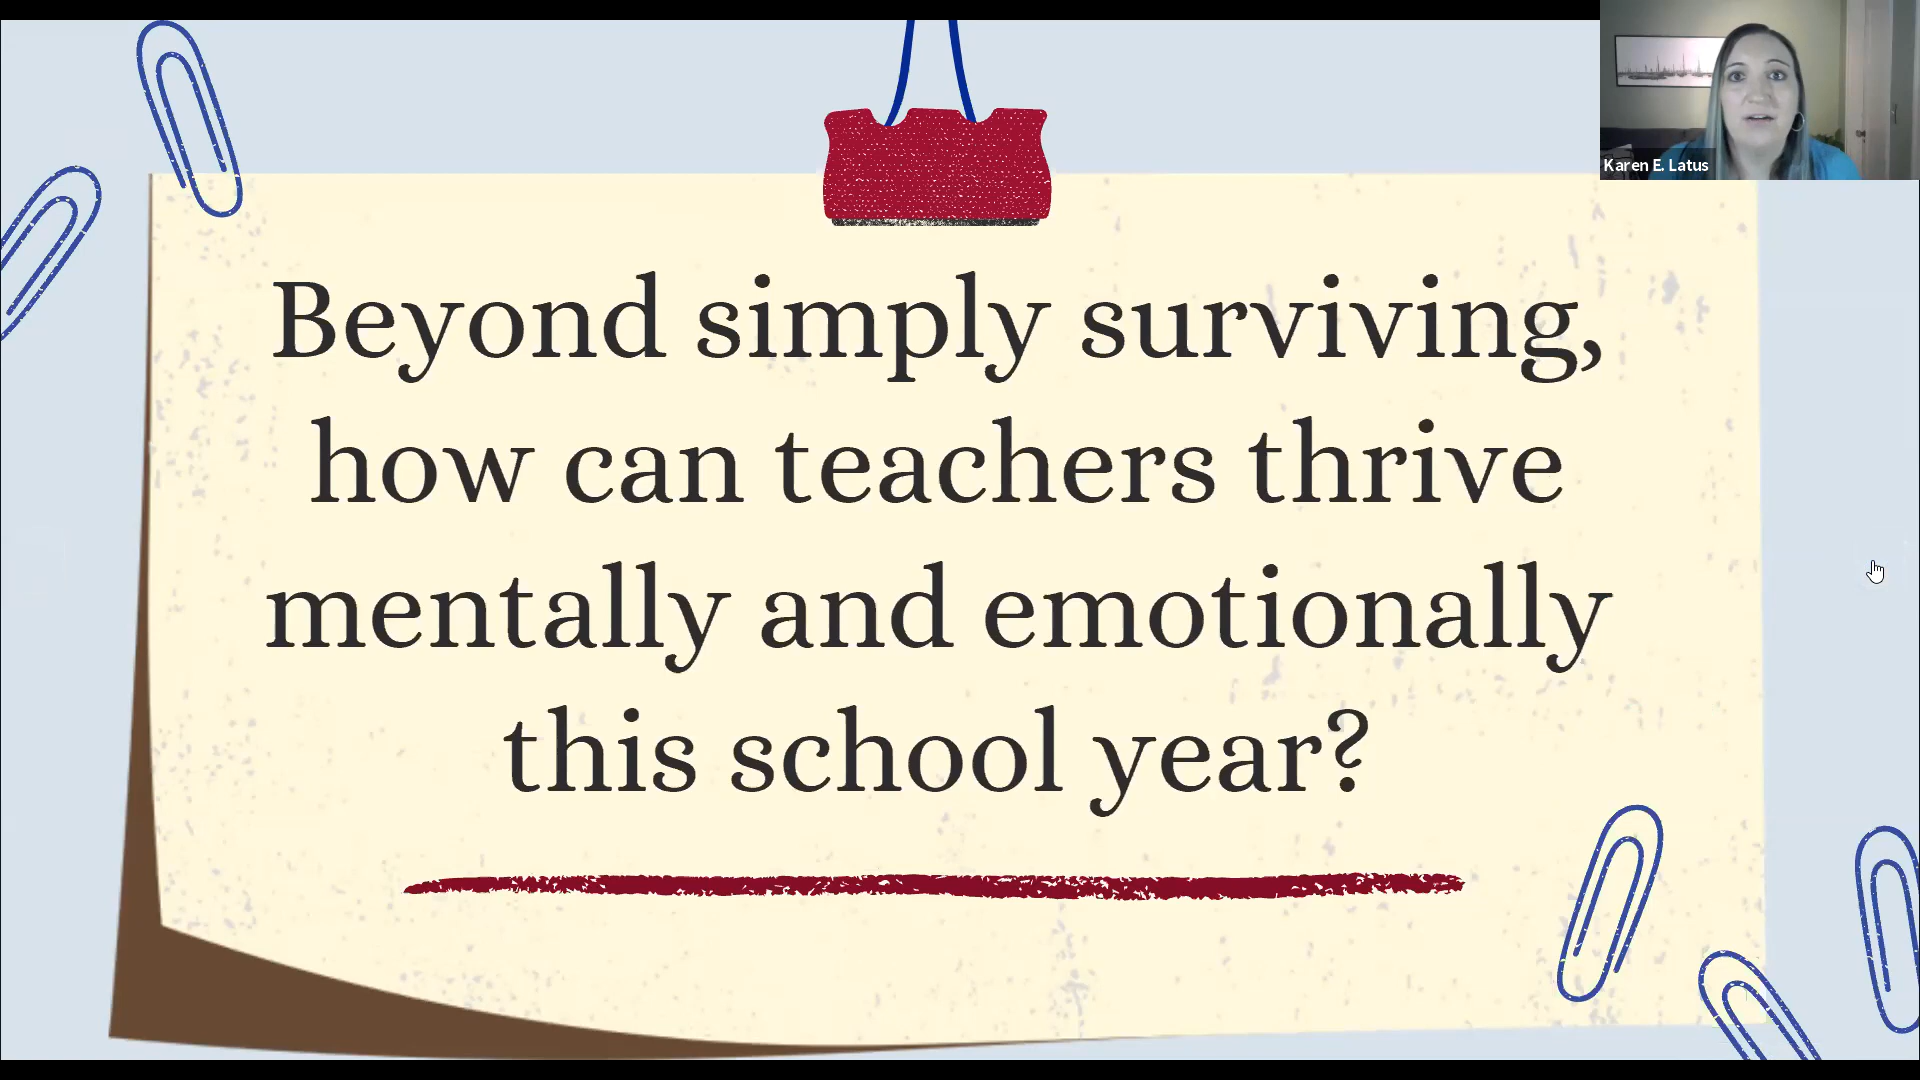 Beyond simply surviving,
how can teachers thrive
mentally and emotionally
this school year?
Karen E. Latus